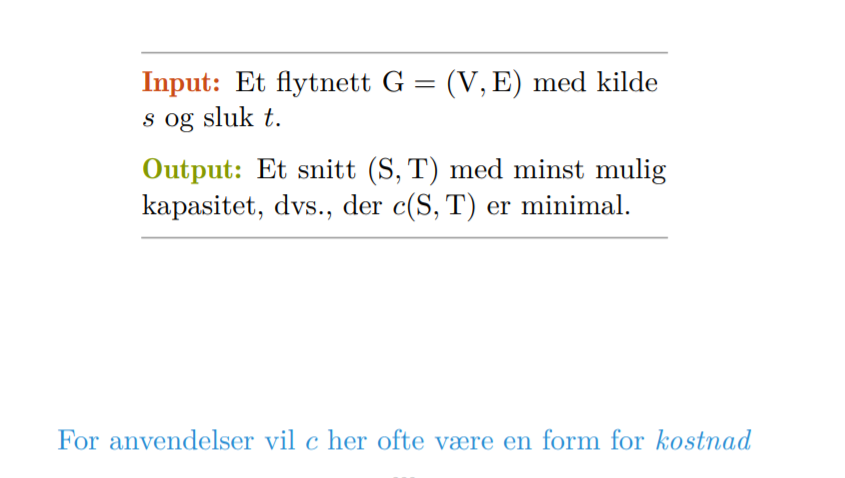 Input: Et flytnett G = (V, E) med kilde
s og sluk t.
Output: Et snitt (S, T) med minst mulig
kapasitet, dvs., der c(S, T) er minimal.
For anvendelser vil c her ofte være en form for kostnad